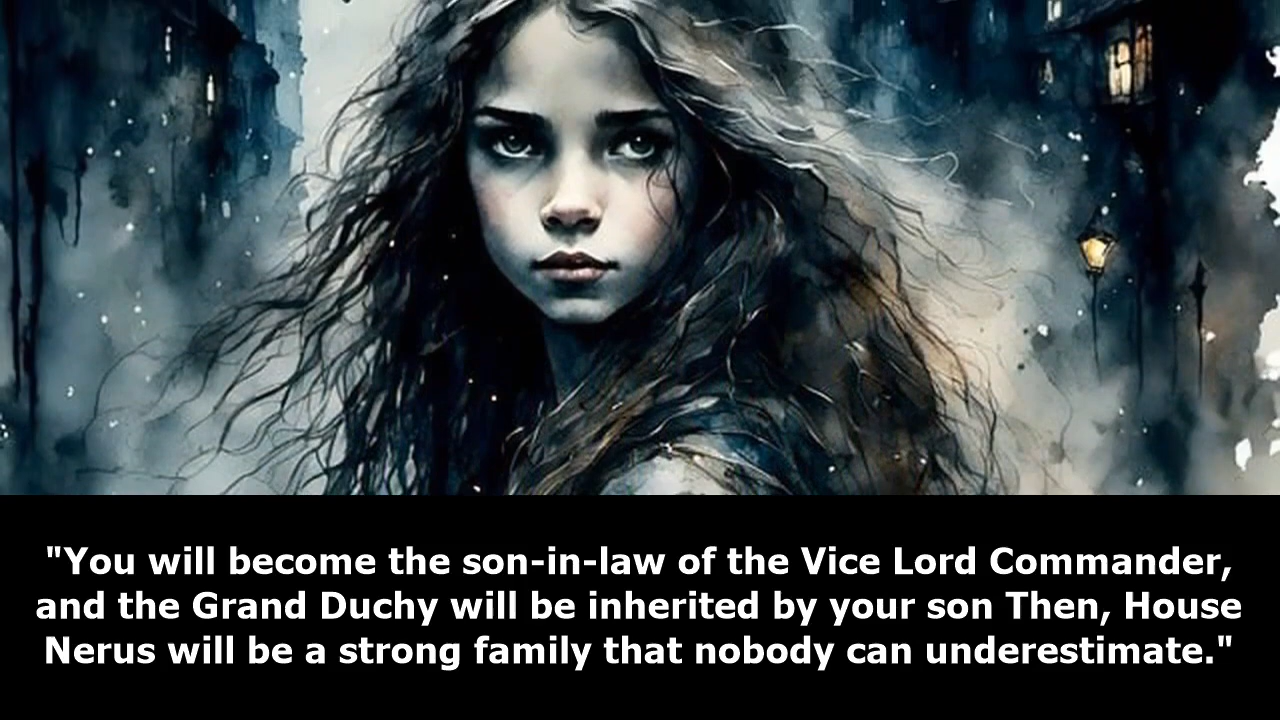 "You will become the son-in-law of the Vice Lord Commander,
and the Grand Duchy will be inherited by your son Then, House
Nerus will be a strong family that nobody can underestimate."